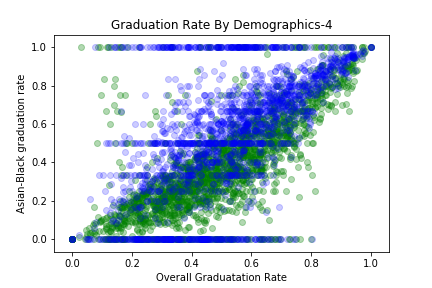 Graduation Rate By Demographics-4
1.0
0.8
0.6
0.4
0.2
0.0
Asian-Black graduation rate
0.0 0.2 0.4 0.6 0.8 1.0
Overall Graduatation Rate